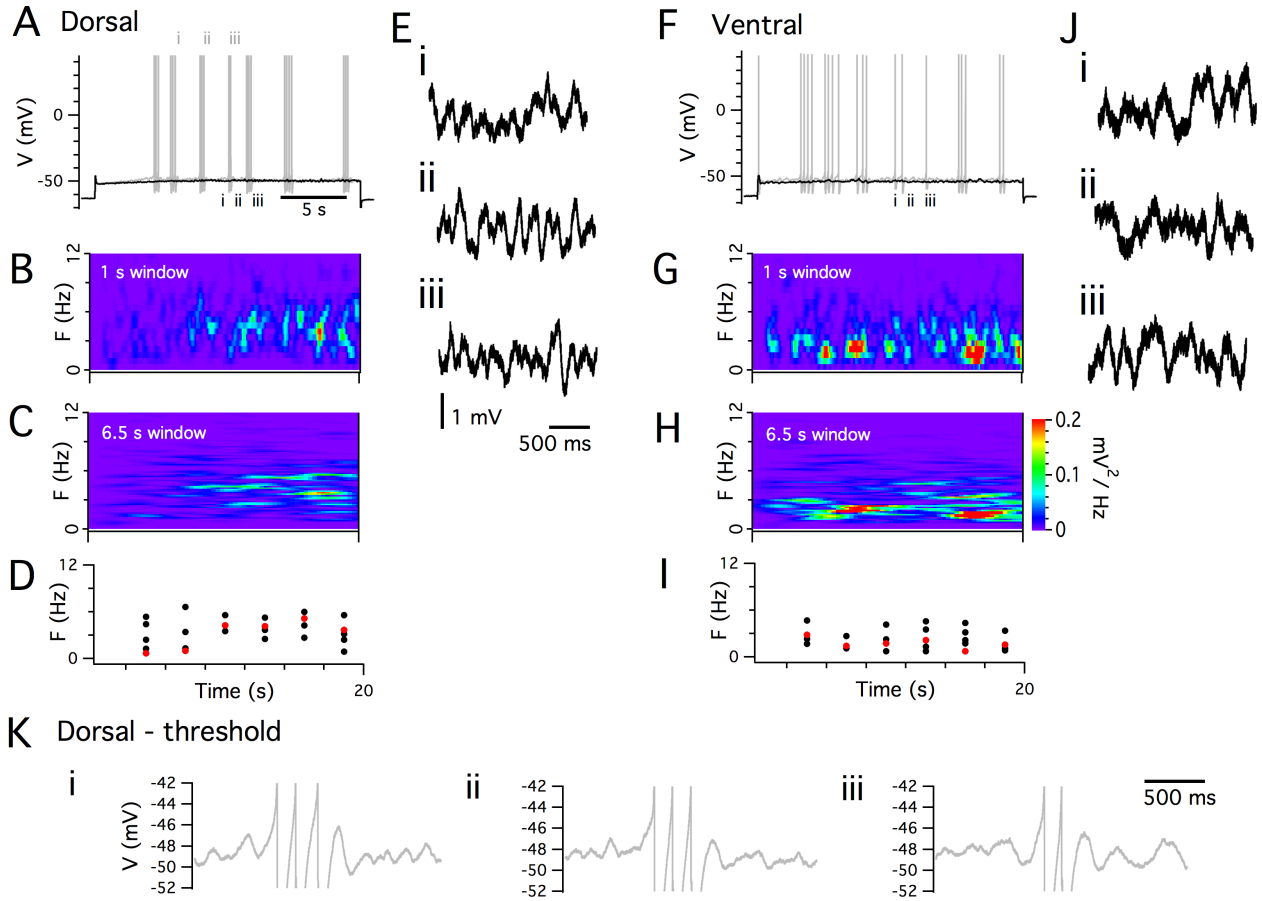 A Dorsal
i ii iii
V (mV)
0
-50
i ii iii
5 s
B
F (Hz)
12
0
1 s window
C
F (Hz)
12
0
6.5 s window
D
F (Hz)
12
0
Time (s)
20
E
i
ii
iii
1 mV
500 ms
F Ventral
V (mV)
0
-50
i ii iii
G
F (Hz)
12
0
1 s window
H
F (Hz)
12
0
6.5 s window
0.2
0.1
0
mV2 / Hz
I
F (Hz)
12
0
Time (s)
20
J
i
ii
iii
K Dorsal - threshold
i
V (mV)
-42
-44
-46
-48
-50
-52
ii
-42
-44
-46
-48
-50
-52
iii
-42
-44
-46
-48
-50
-52
500 ms